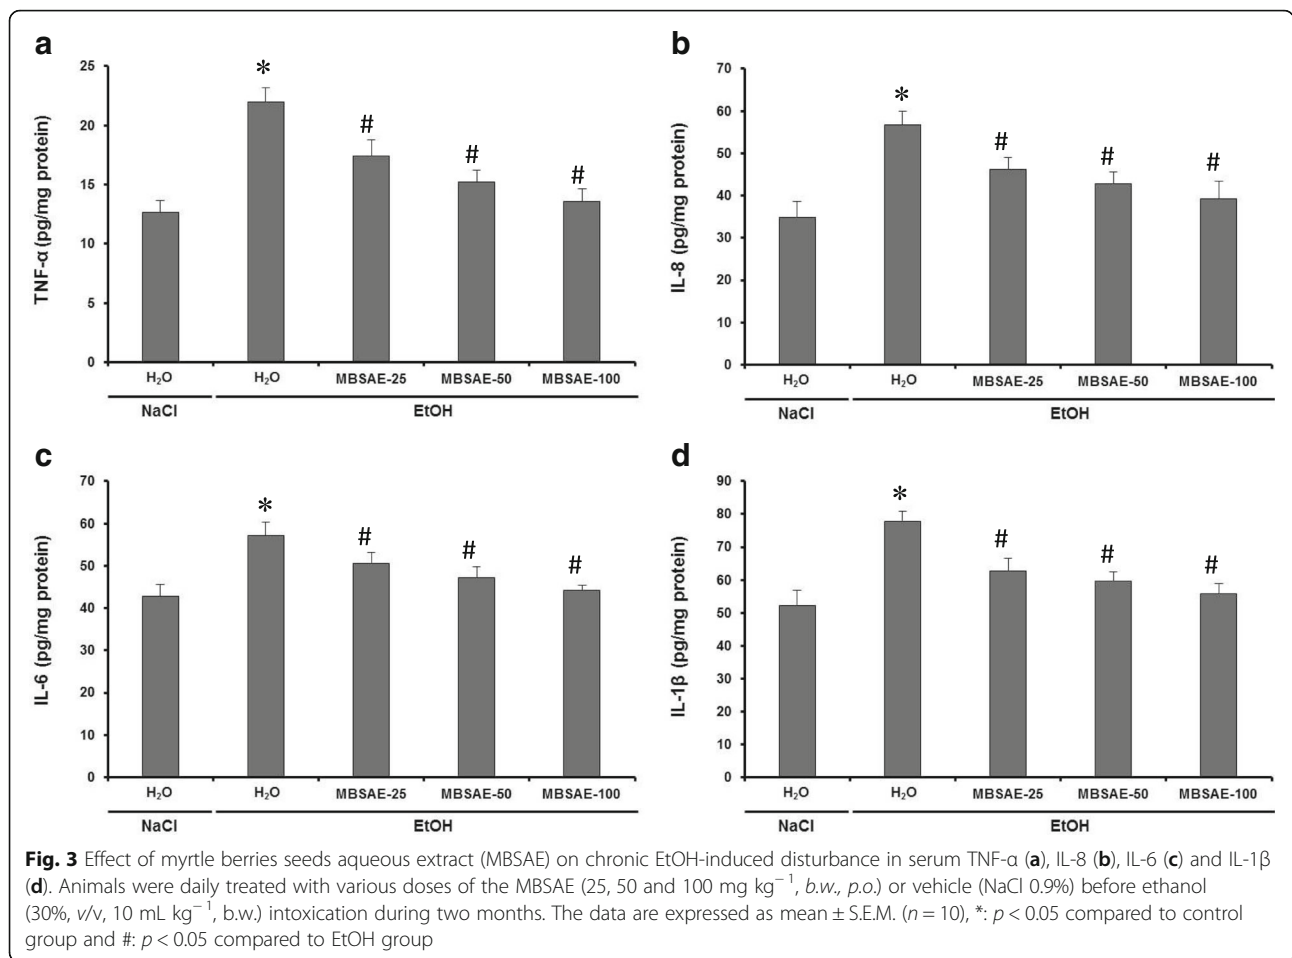 a
25
20
15
10
5
0
TNF-α (pg/mg protein)
*
#
#
#
H₂O H₂O MBSAE-25 MBSAE-50 MBSAE-100
NaCl EtOH
b
70
60
50
40
30
20
10
0
IL-8 (pg/mg protein)
*
#
#
#
H₂O H₂O MBSAE-25 MBSAE-50 MBSAE-100
NaCl EtOH
c
70
60
50
40
30
20
10
0
IL-6 (pg/mg protein)
*
#
#
#
H₂O H₂O MBSAE-25 MBSAE-50 MBSAE-100
NaCl EtOH
d
90
80
70
60
50
40
30
20
10
0
IL-1β (pg/mg protein)
*
#
#
#
H₂O H₂O MBSAE-25 MBSAE-50 MBSAE-100
NaCl EtOH
Fig. 3 Effect of myrtle berries seeds aqueous extract (MBSAE) on chronic EtOH-induced disturbance in serum TNF-α (a), IL-8 (b), IL-6 (c) and IL-1β
(d). Animals were daily treated with various doses of the MBSAE (25, 50 and 100 mg kg⁻¹, b.w., p.o.) or vehicle (NaCl 0.9%) before ethanol
(30%, v/v, 10 mL kg⁻¹, b.w.) intoxication during two months. The data are expressed as mean ± S.E.M. (n = 10), *: p < 0.05 compared to control
group and #: p < 0.05 compared to EtOH group